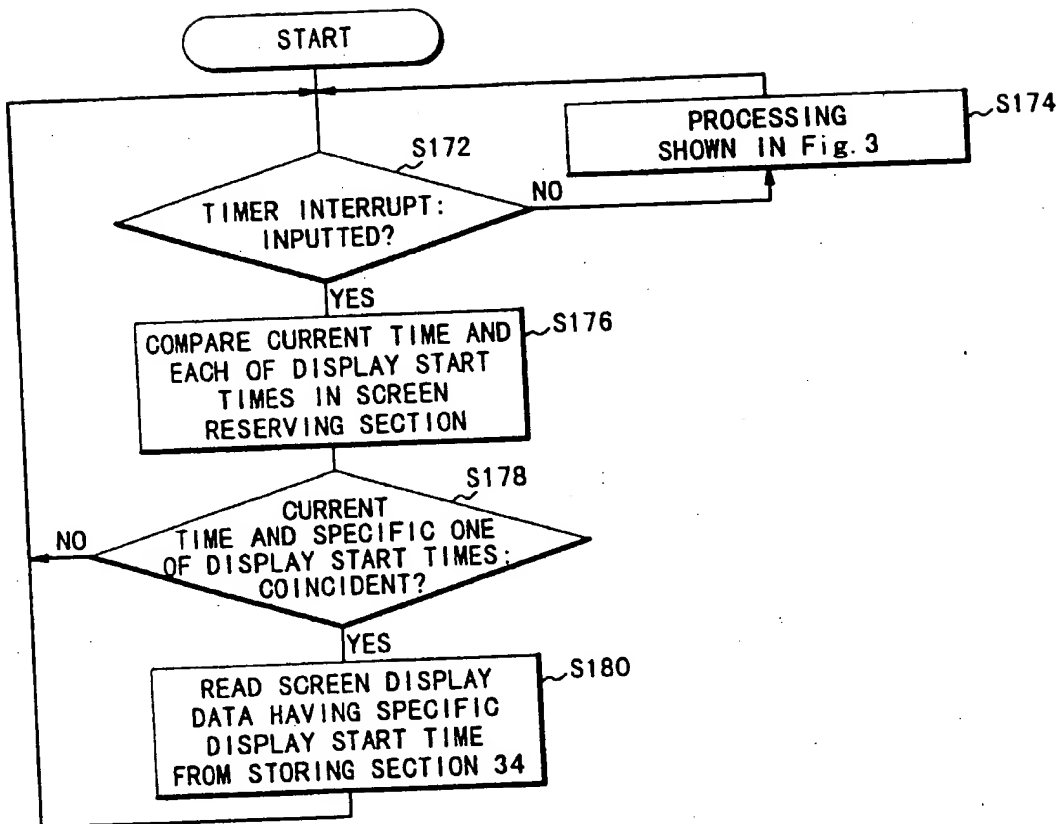 START
PROCESSING
SHOWN IN Fig. 3
S174
S172
NO
TIMER INTERRUPT:
INPUTTED?
YES
S176
COMPARE CURRENT TIME AND
EACH OF DISPLAY START
TIMES IN SCREEN
RESERVING SECTION
S178
NO
CURRENT
TIME AND SPECIFIC ONE
OF DISPLAY START TIMES:
COINCIDENT?
YES
S180
READ SCREEN DISPLAY
DATA HAVING SPECIFIC
DISPLAY START TIME
FROM STORING SECTION 34